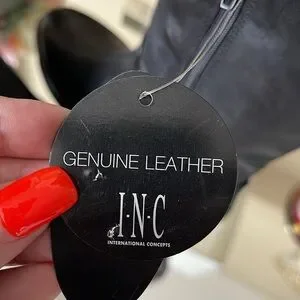 GENUINE LEATHER
I·N·C
INTERNATIONAL CONCEPTS